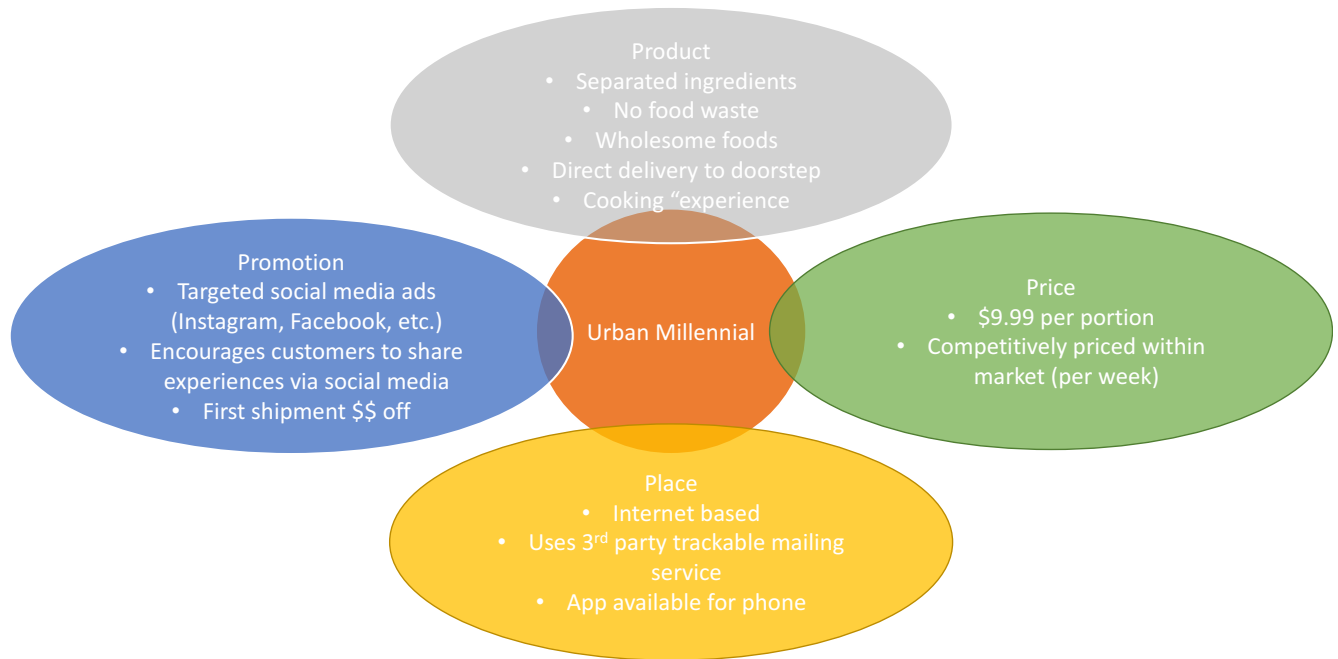 Product
• Separated ingredients
• No food waste
• Wholesome foods
• Direct delivery to doorstep
• Cooking “experience
Promotion
• Targeted social media ads
(Instagram, Facebook, etc.)
• Encourages customers to share
experiences via social media
• First shipment $$ off
Urban Millennial
Price
• $9.99 per portion
• Competitively priced within
market (per week)
Place
• Internet based
• Uses 3rd party trackable mailing
service
• App available for phone